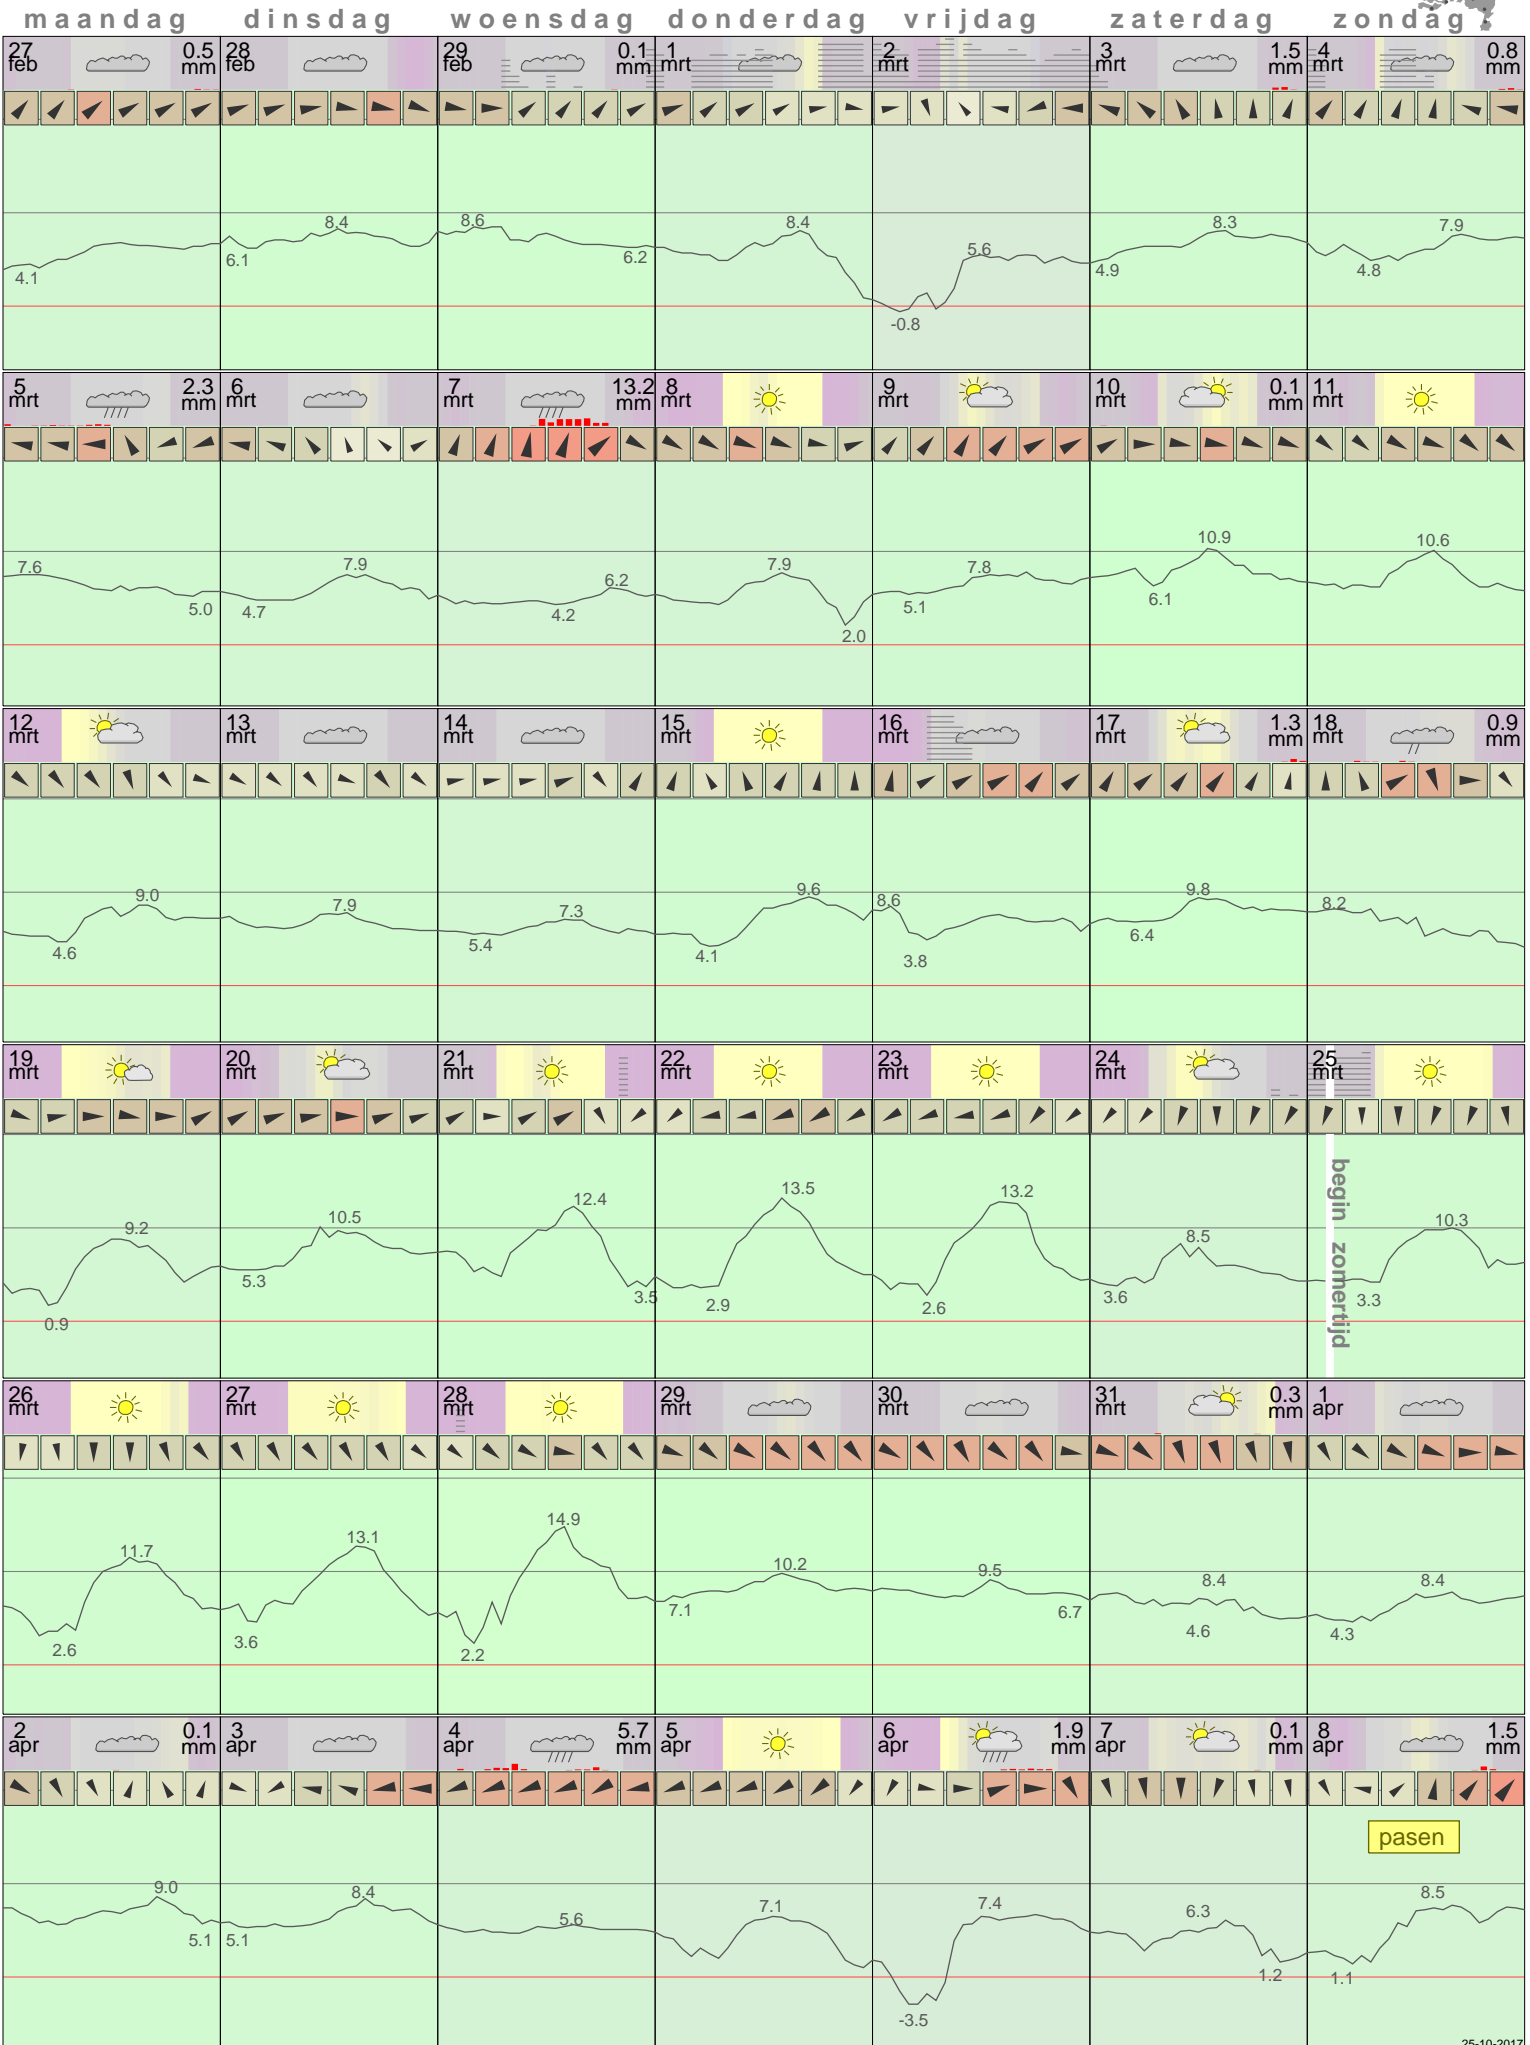 maandag dinsdag woensdag donderdag vrijdag zaterdag zondag
27 feb 0.5 mm 28 feb 29 feb 0.1 mm 1 mrt 2 mrt 3 mrt 1.5 mm 4 mrt 0.8 mm
8.4 8.6 8.4 8.3 7.9
4.1 6.1 6.2 5.6 4.9 4.8
-0.8
5 mrt 2.3 mm 6 mrt 7 mrt 13.2 mm 8 mrt 9 mrt 10 mrt 0.1 mm 11 mrt
7.6 7.9 6.2 7.9 7.8 10.9 10.6
5.0 4.7 4.2 2.0 5.1 6.1
12 mrt 13 mrt 14 mrt 15 mrt 16 mrt 17 mrt 1.3 mm 18 mrt 0.9 mm
9.0 7.9 7.3 9.6 8.6 9.8 8.2
4.6 5.4 4.1 3.8 6.4
19 mrt 20 mrt 21 mrt 22 mrt 23 mrt 24 mrt 25 mrt
9.2 10.5 12.4 13.5 13.2 8.5 10.3
0.9 5.3 3.5 2.9 2.6 3.6 3.3
begin zomertijd
26 mrt 27 mrt 28 mrt 29 mrt 30 mrt 31 mrt 0.3 mm 1 apr
11.7 13.1 14.9 10.2 9.5 8.4 8.4
2.6 3.6 2.2 7.1 6.7 4.6 4.3
2 apr 0.1 mm 3 apr 4 apr 5.7 mm 5 apr 6 apr 1.9 mm 7 apr 0.1 mm 8 apr 1.5 mm
pasen
9.0 8.4 5.6 7.1 7.4 6.3 8.5
5.1 5.1 -3.5 1.2 1.1
25-10-2017